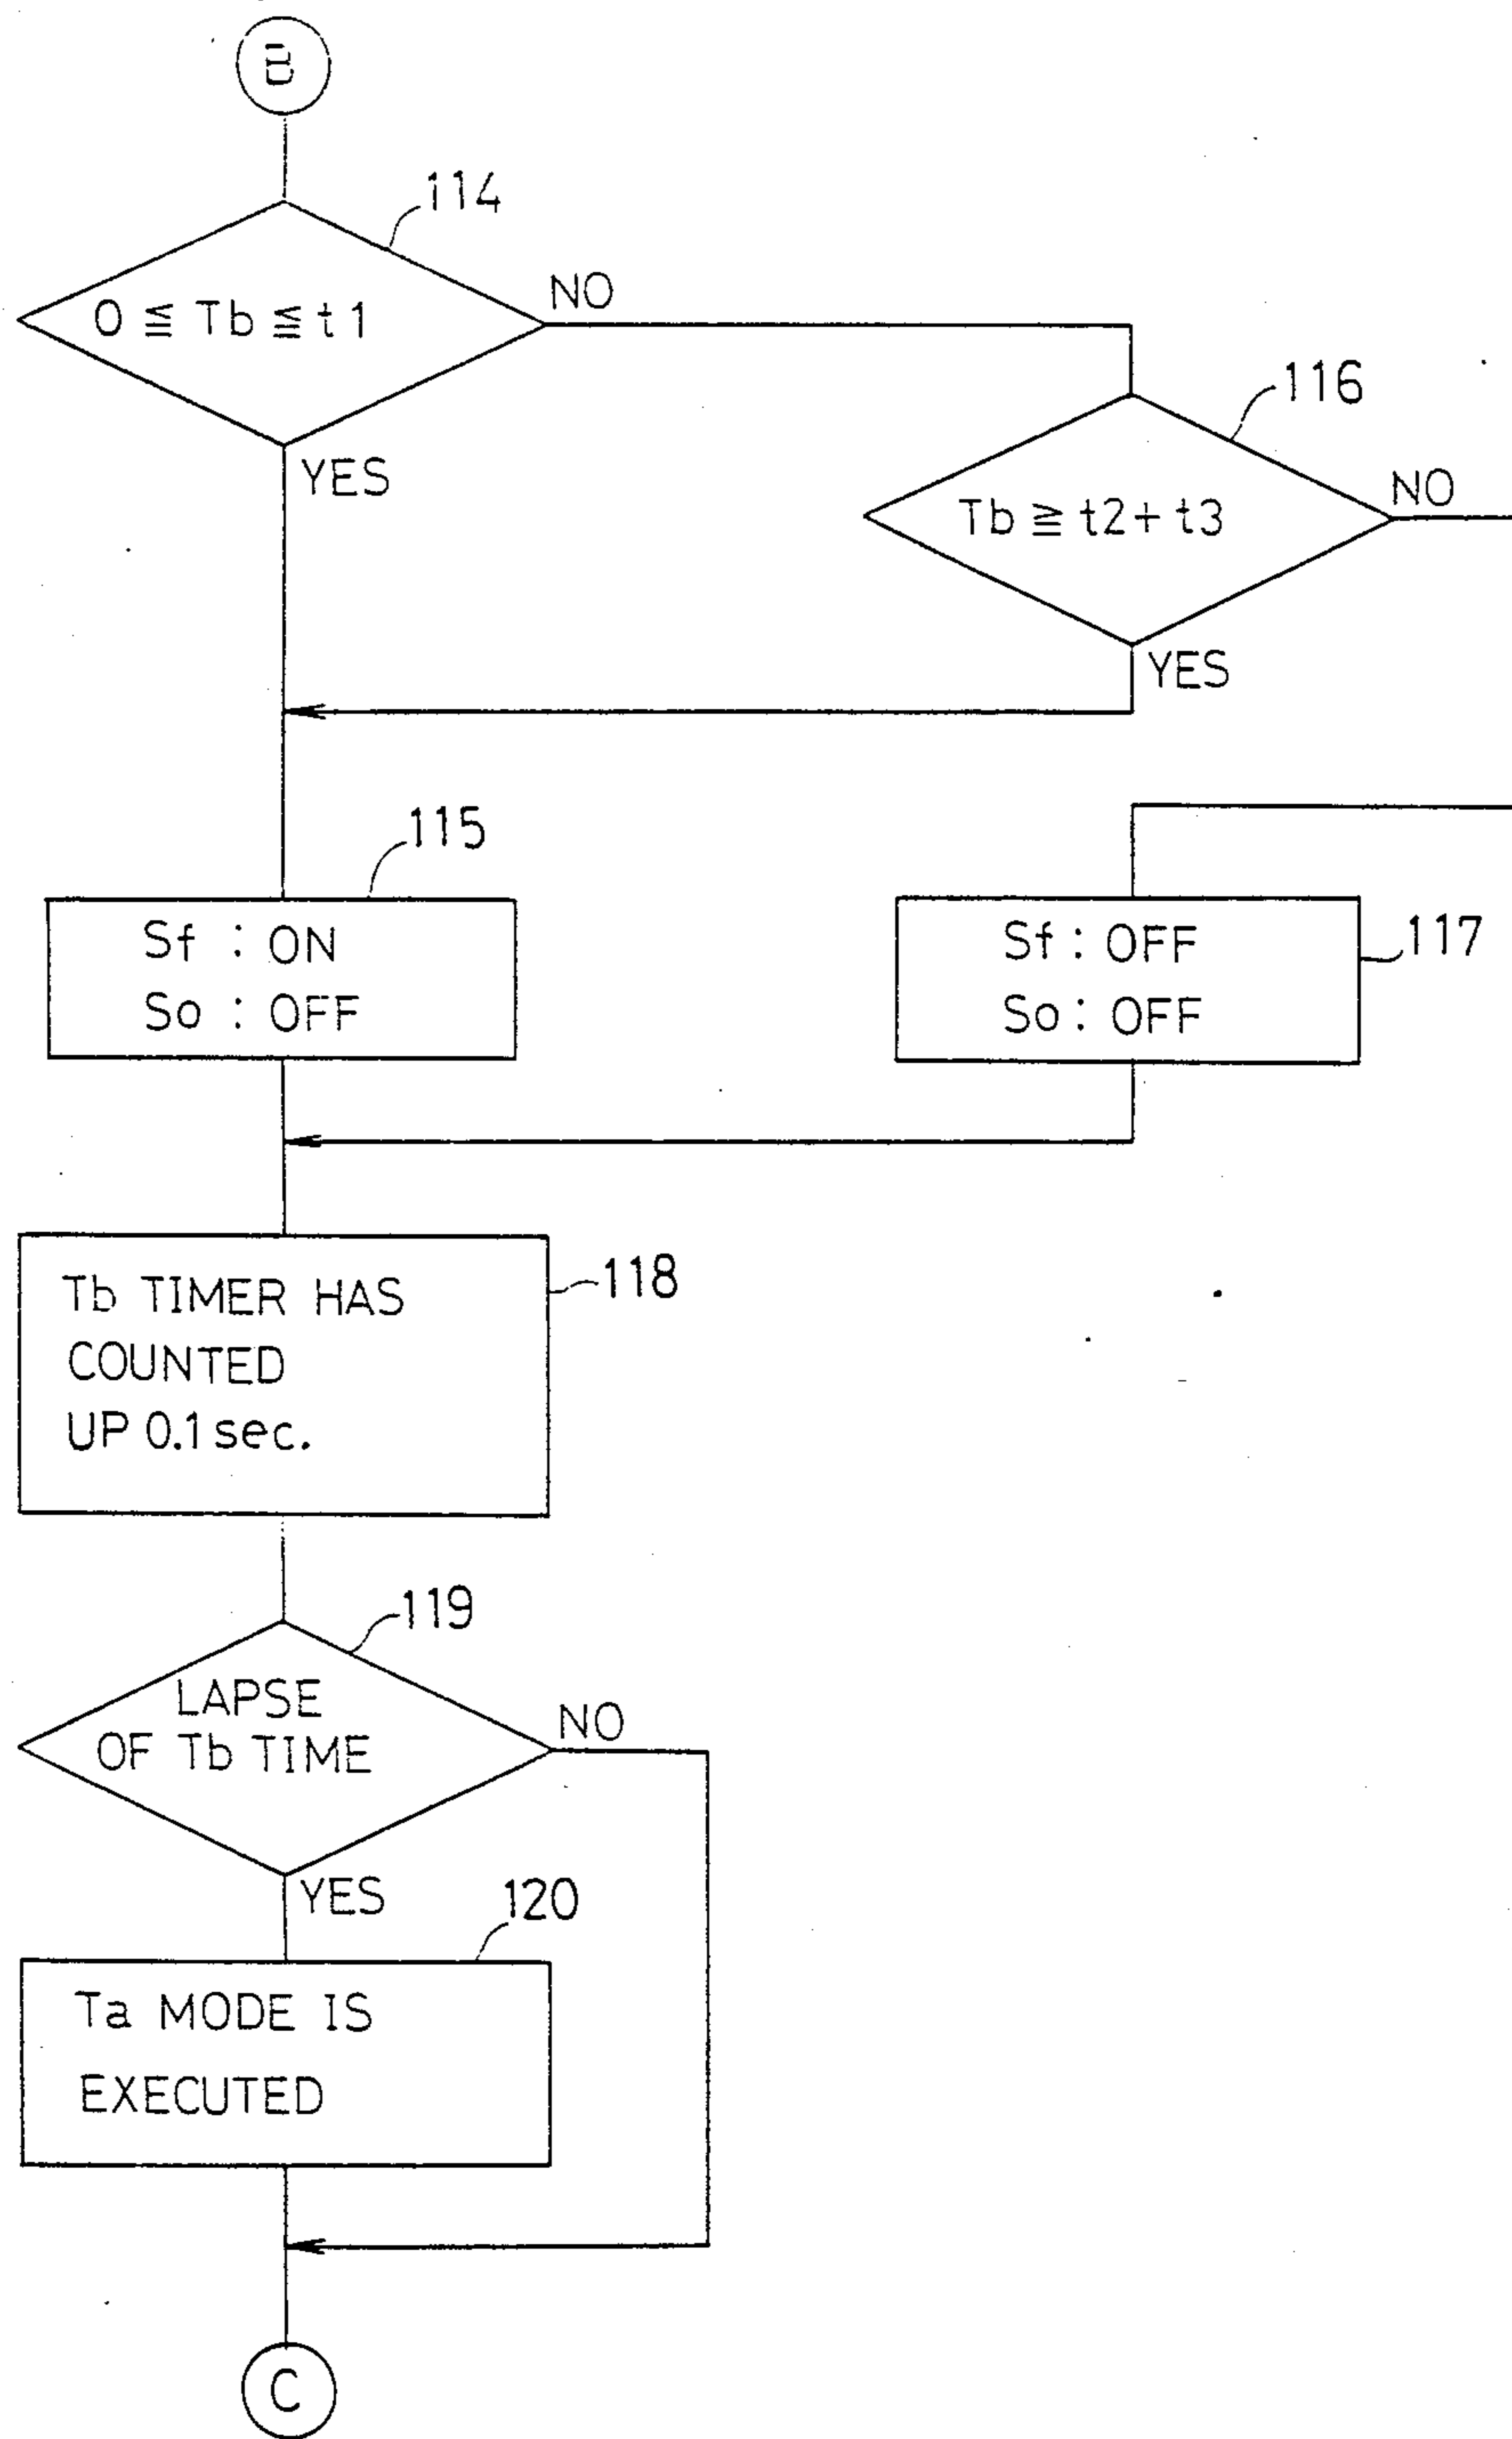 B
114
0 ≦ Tb ≦ t1
NO
116
YES
Tb ≧ t2+t3
NO
YES
115
Sf : ON
So : OFF
Sf : OFF
So : OFF
117
Tb TIMER HAS
COUNTED
UP 0.1sec.
118
119
LAPSE
OF Tb TIME
NO
YES
120
Ta MODE IS
EXECUTED
C